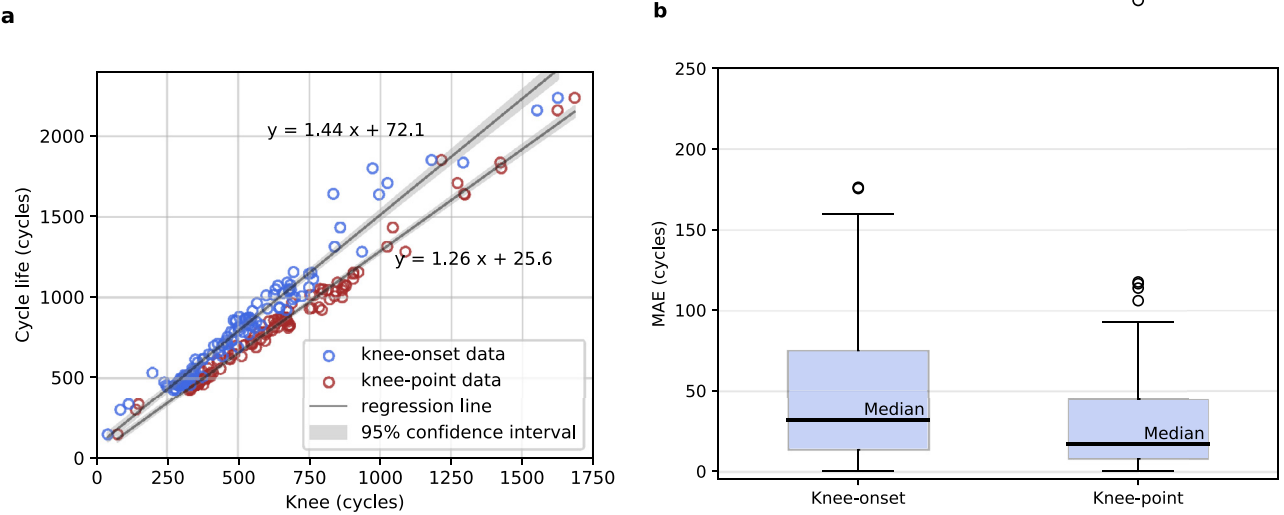 a
Cycle life (cycles)
2000
1500
1000
500
0
y = 1.44 x + 72.1
y = 1.26 x + 25.6
knee-onset data
knee-point data
regression line
95% confidence interval
0 250 500 750 1000 1250 1500 1750
Knee (cycles)
b
MAE (cycles)
250
200
150
100
50
0
Median
Median
Knee-onset Knee-point